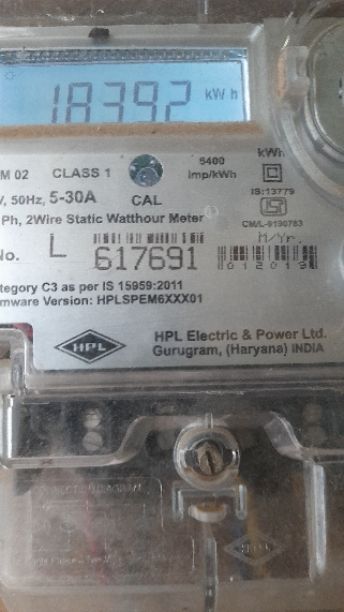 18392 kWh
M 02 CLASS 1 6400 imp/kWh kWh
V, 50Hz, 5-30A CAL IS:13779
Ph, 2Wire Static Watthour Meter CM/L-9190783
No. L 617691 M/Yr.
012019
tegory C3 as per IS 15959:2011
mware Version: HPLSPEM6XXX01
HPL HPL Electric & Power Ltd.
Gurugram, (Haryana) INDIA